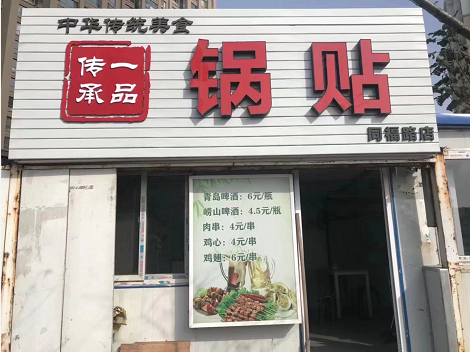 中华传统美食
一品
传承
锅贴
同福路店
青岛啤酒：6元/瓶
崂山啤酒：4.5元/瓶
肉串：4元/串
鸡心：4元/串
鸡翅：6元/串